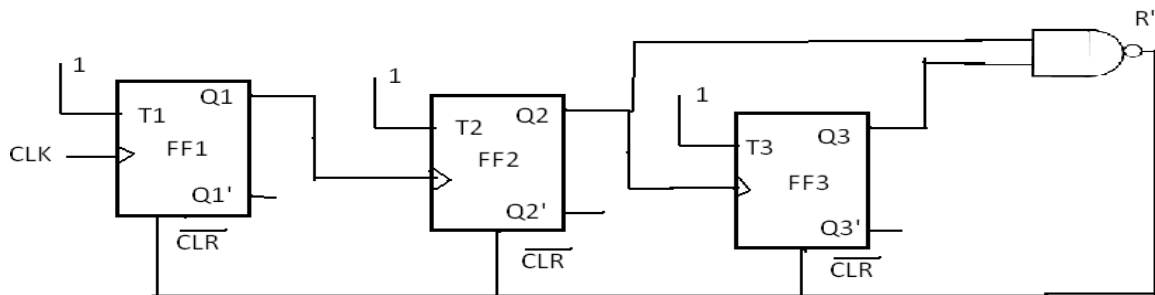 R'
1
1
1
T1
Q1
CLK
FF1
Q1'
CLR
T2
Q2
FF2
Q2'
CLR
T3
Q3
FF3
Q3'
CLR